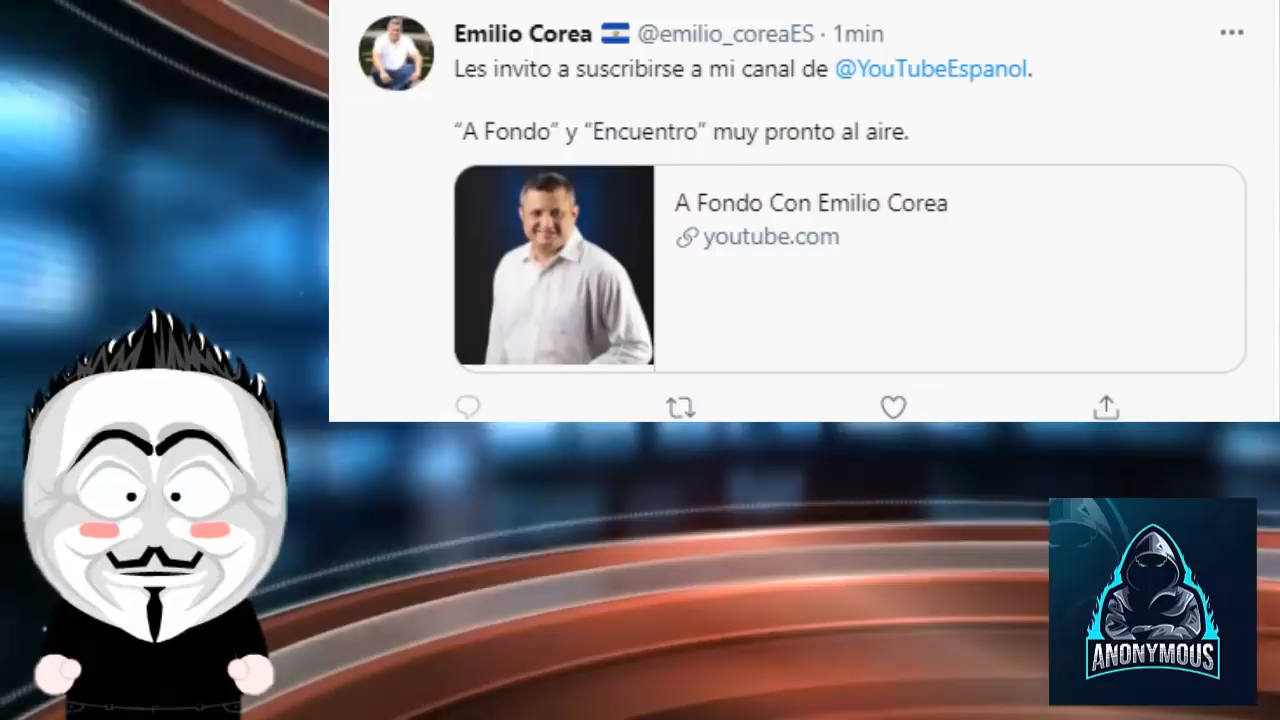 Emilio Corea 🇸🇻 @emilio_coreaES · 1min
Les invito a suscribirse a mi canal de @YouTubeEspanol.
“A Fondo” y “Encuentro” muy pronto al aire.
A Fondo Con Emilio Corea
youtube.com
ANONYMOUS